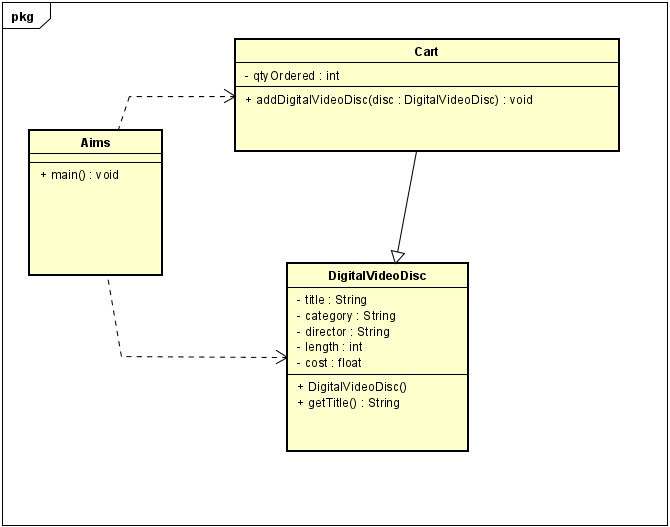 pkg
Cart
- qtyOrdered : int
+ addDigitalVideoDisc(disc : DigitalVideoDisc) : void
Aims
+ main() : void
DigitalVideoDisc
- title : String
- category : String
- director : String
- length : int
- cost : float
+ DigitalVideoDisc()
+ getTitle() : String